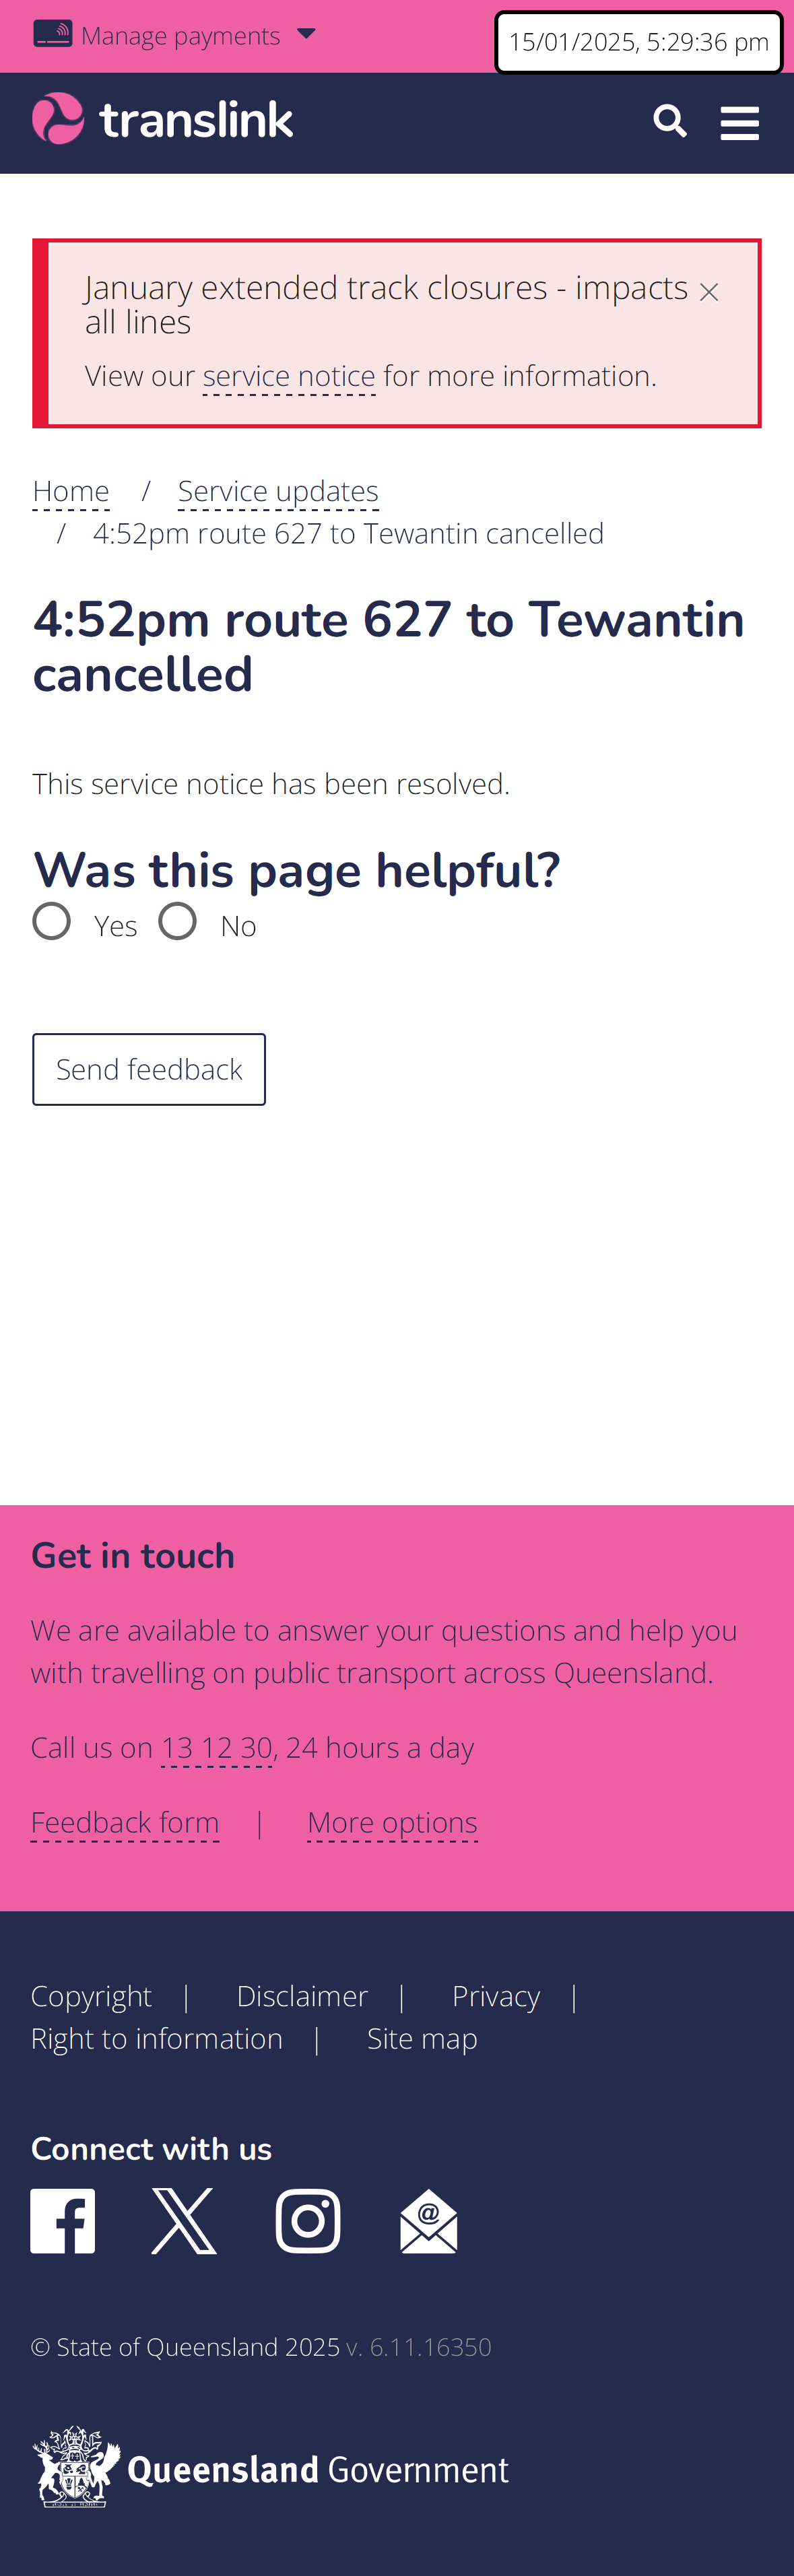 Manage payments
15/01/2025, 5:29:36 pm
translink
January extended track closures - impacts
all lines
View our service notice for more information.
Home / Service updates
/ 4:52pm route 627 to Tewantin cancelled
4:52pm route 627 to Tewantin
cancelled
This service notice has been resolved.
Was this page helpful?
Yes No
Send feedback
Get in touch
We are available to answer your questions and help you
with travelling on public transport across Queensland.
Call us on 13 12 30, 24 hours a day
Feedback form | More options
Copyright | Disclaimer | Privacy |
Right to information | Site map
Connect with us
© State of Queensland 2025 v. 6.11.16350
Queensland Government